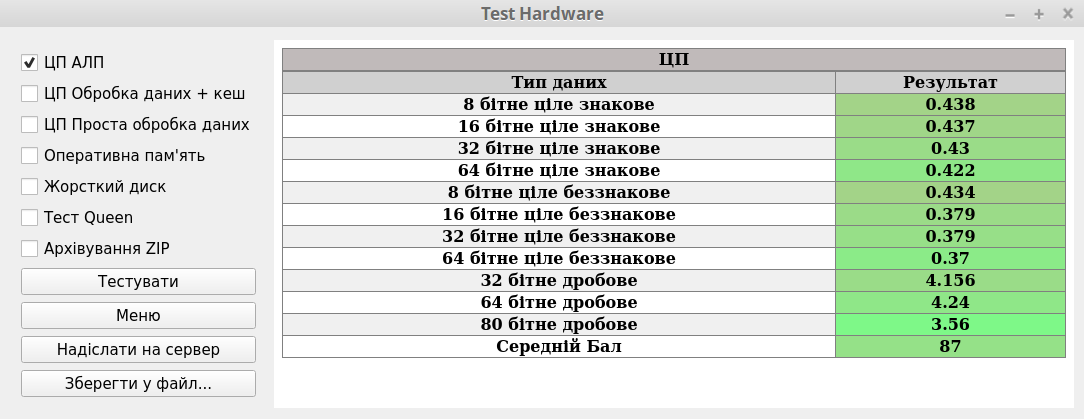 Test Hardware
ЦП АЛП
ЦП Обробка даних + кеш
ЦП Проста обробка даних
Оперативна пам'ять
Жорсткий диск
Тест Queen
Архівування ZIP
Тестувати
Меню
Надіслати на сервер
Зберегти у файл...
ЦП
Тип даних Результат
8 бітне ціле знакове 0.438
16 бітне ціле знакове 0.437
32 бітне ціле знакове 0.43
64 бітне ціле знакове 0.422
8 бітне ціле беззнакове 0.434
16 бітне ціле беззнакове 0.379
32 бітне ціле беззнакове 0.379
64 бітне ціле беззнакове 0.37
32 бітне дробове 4.156
64 бітне дробове 4.24
80 бітне дробове 3.56
Середній Бал 87